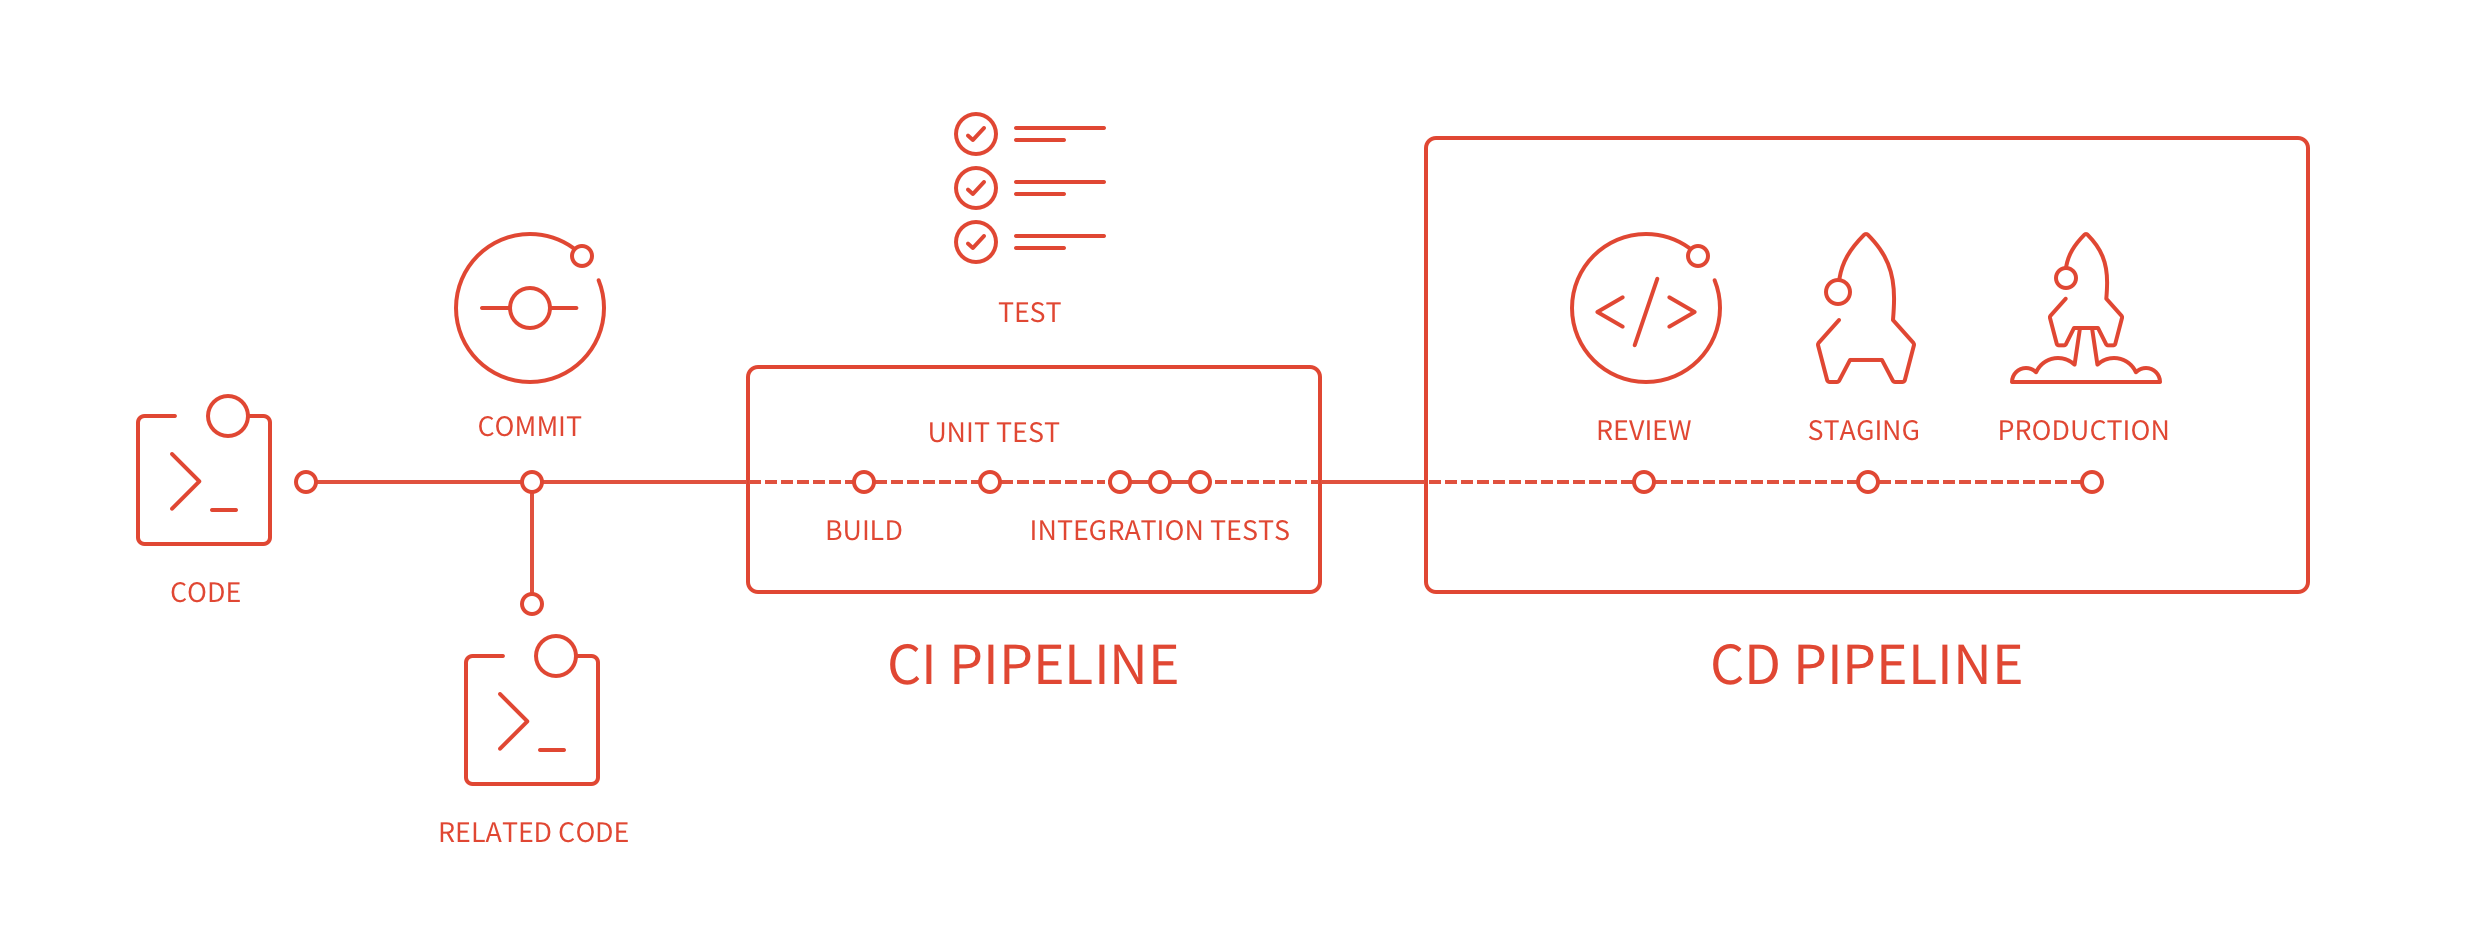 TEST
COMMIT
UNIT TEST
REVIEW
STAGING
PRODUCTION
BUILD
INTEGRATION TESTS
CODE
CI PIPELINE
CD PIPELINE
RELATED CODE